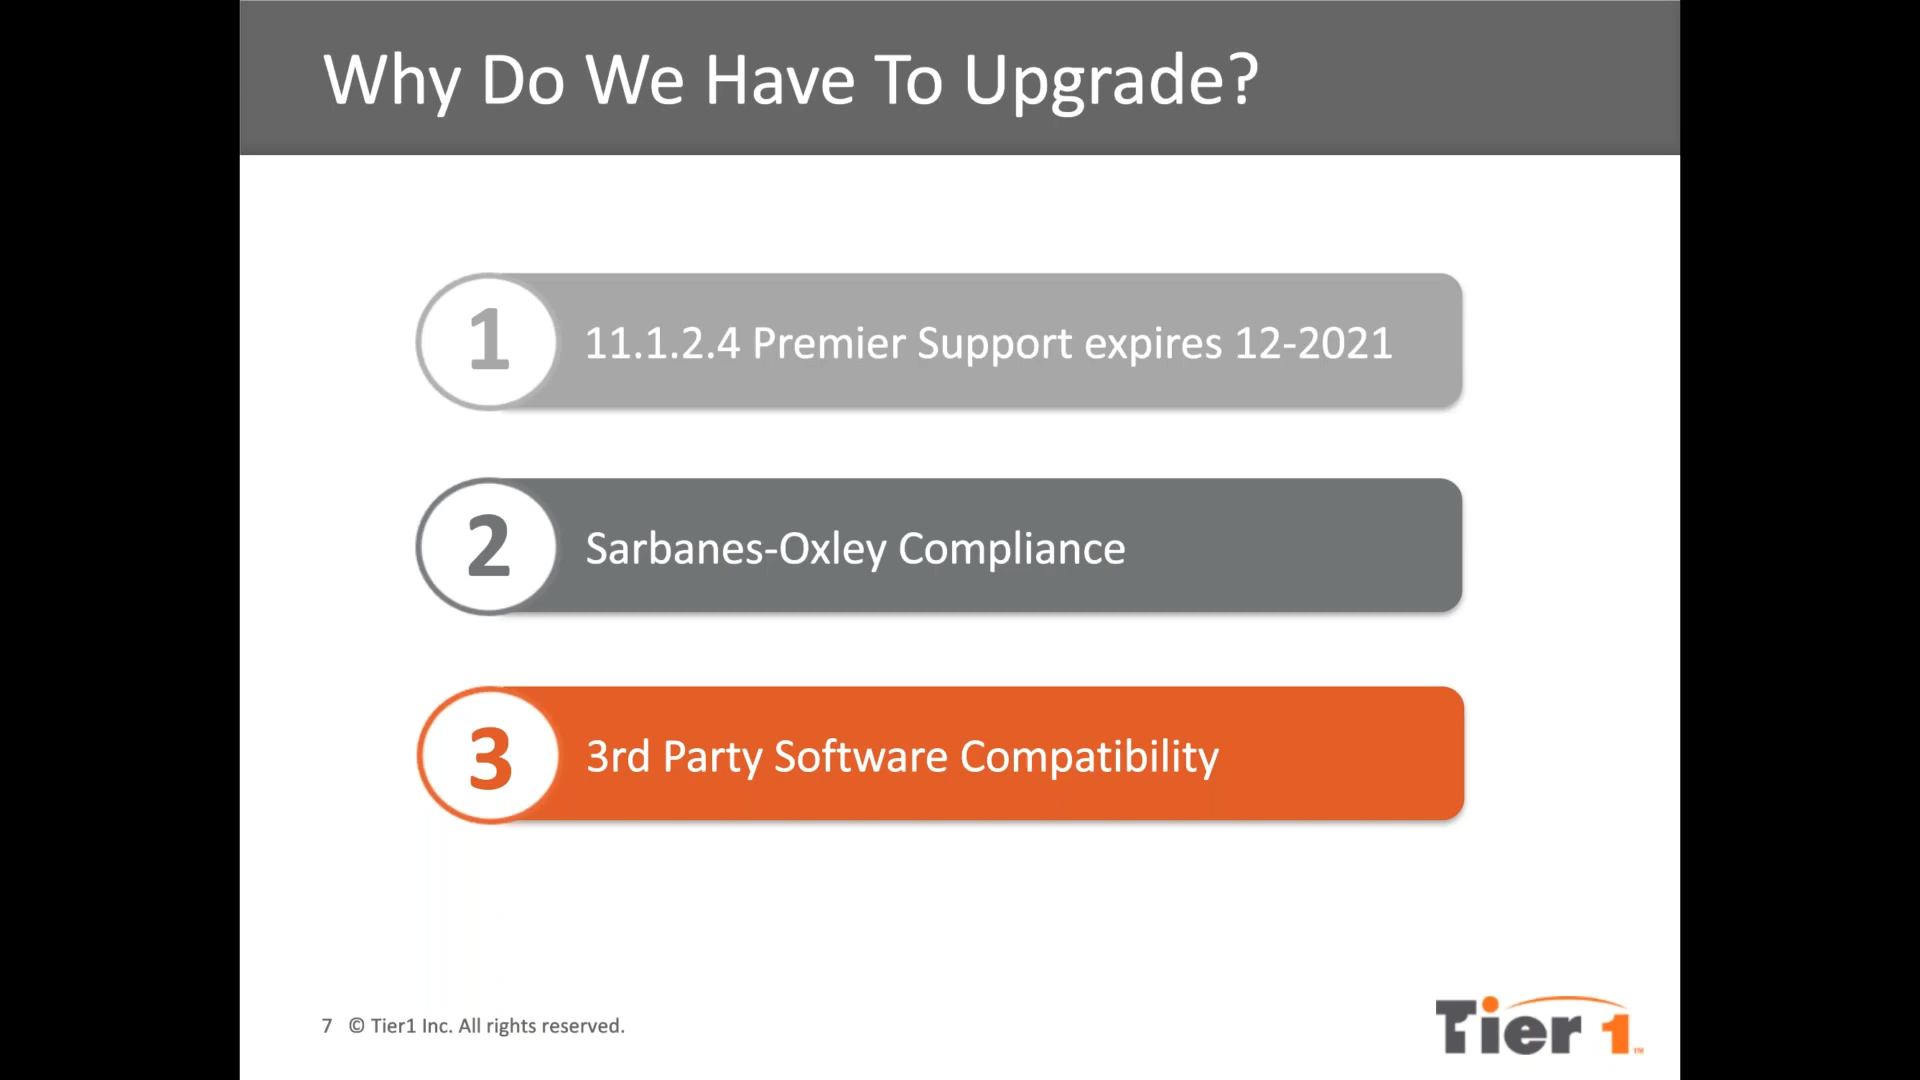 Why Do We Have To Upgrade?
1
11.1.2.4 Premier Support expires 12-2021
2
Sarbanes-Oxley Compliance
3
3rd Party Software Compatibility
7 © Tier1 Inc. All rights reserved.
Tier 1™